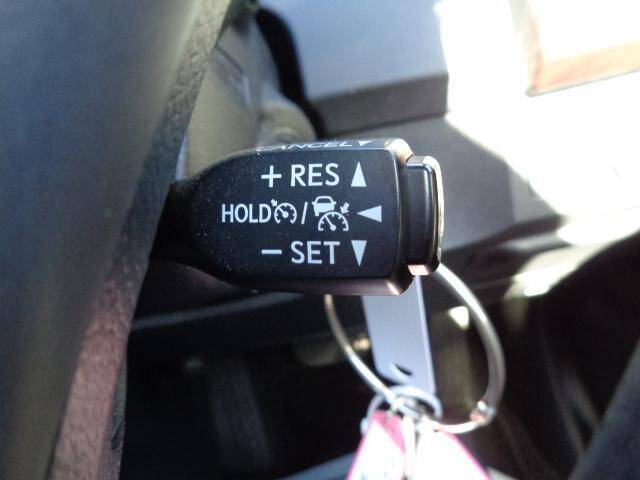 CANCEL▼
+ RES ▲
HOLD / ◀
− SET ▼